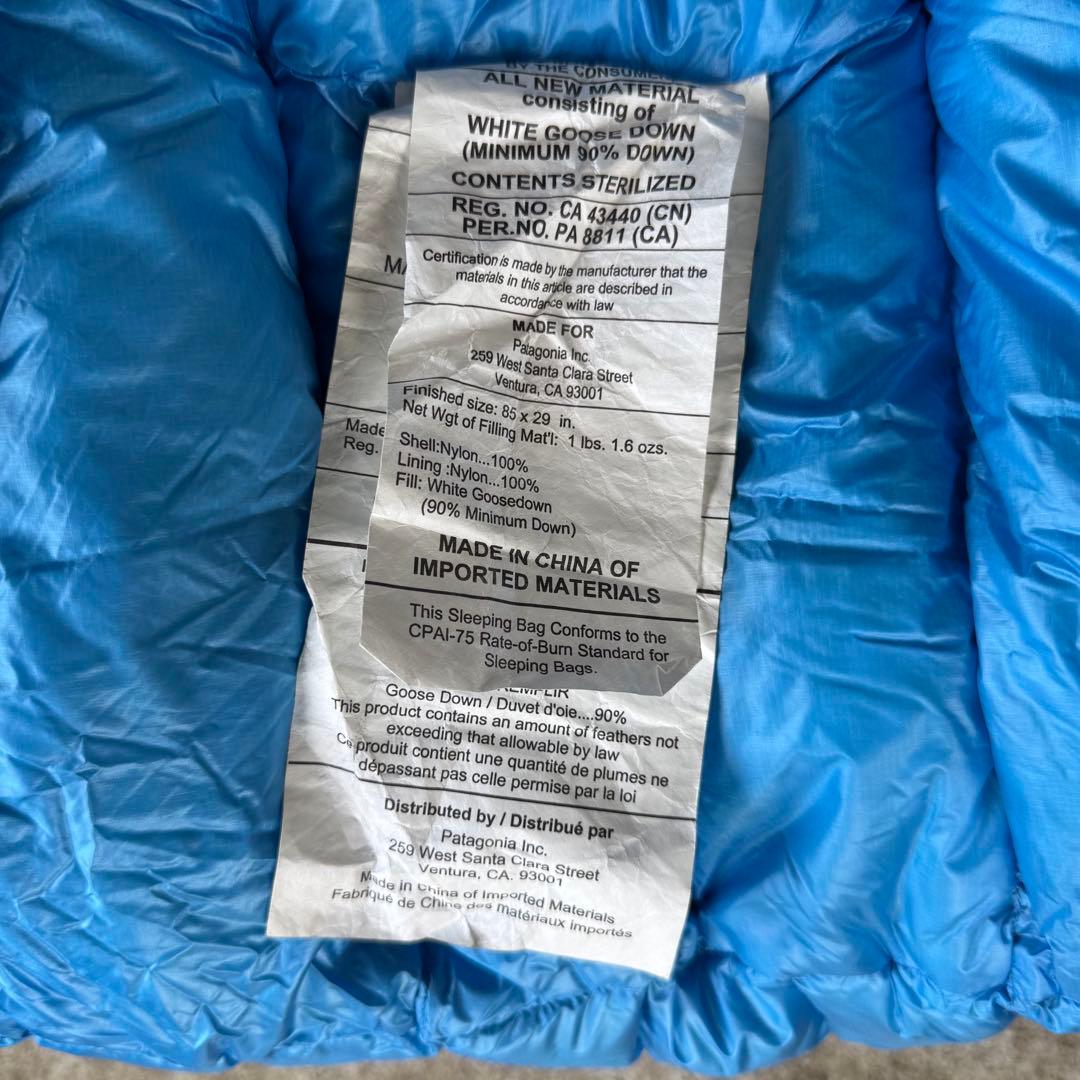 BY THE CONSUMER
ALL NEW MATERIAL
consisting of
WHITE GOOSE DOWN
(MINIMUM 90% DOWN)
CONTENTS STERILIZED
REG. NO. CA 43440 (CN)
PER.NO. PA 8811 (CA)
Certification is made by the manufacturer that the
materials in this article are described in
accordance with law
MADE FOR
Patagonia Inc.
259 West Santa Clara Street
Ventura, CA 93001
Finished size: 85 x 29 in.
Net Wgt of Filling Mat'l: 1 lbs. 1.6 ozs.
Shell:Nylon...100%
Lining :Nylon...100%
Fill: White Goosedown
(90% Minimum Down)
MADE IN CHINA OF
IMPORTED MATERIALS
This Sleeping Bag Conforms to the
CPAI-75 Rate-of-Burn Standard for
Sleeping Bags.
Made
Reg.
Goose Down / Duvet d'oie....90%
This product contains an amount of feathers not
exceeding that allowable by law
Ce produit contient une quantité de plumes ne
dépassant pas celle permise par la loi
Distributed by / Distribué par
Patagonia Inc.
259 West Santa Clara Street
Ventura, CA. 93001
Made in China of Imported Materials
Fabriqué de Chine des matériaux importés